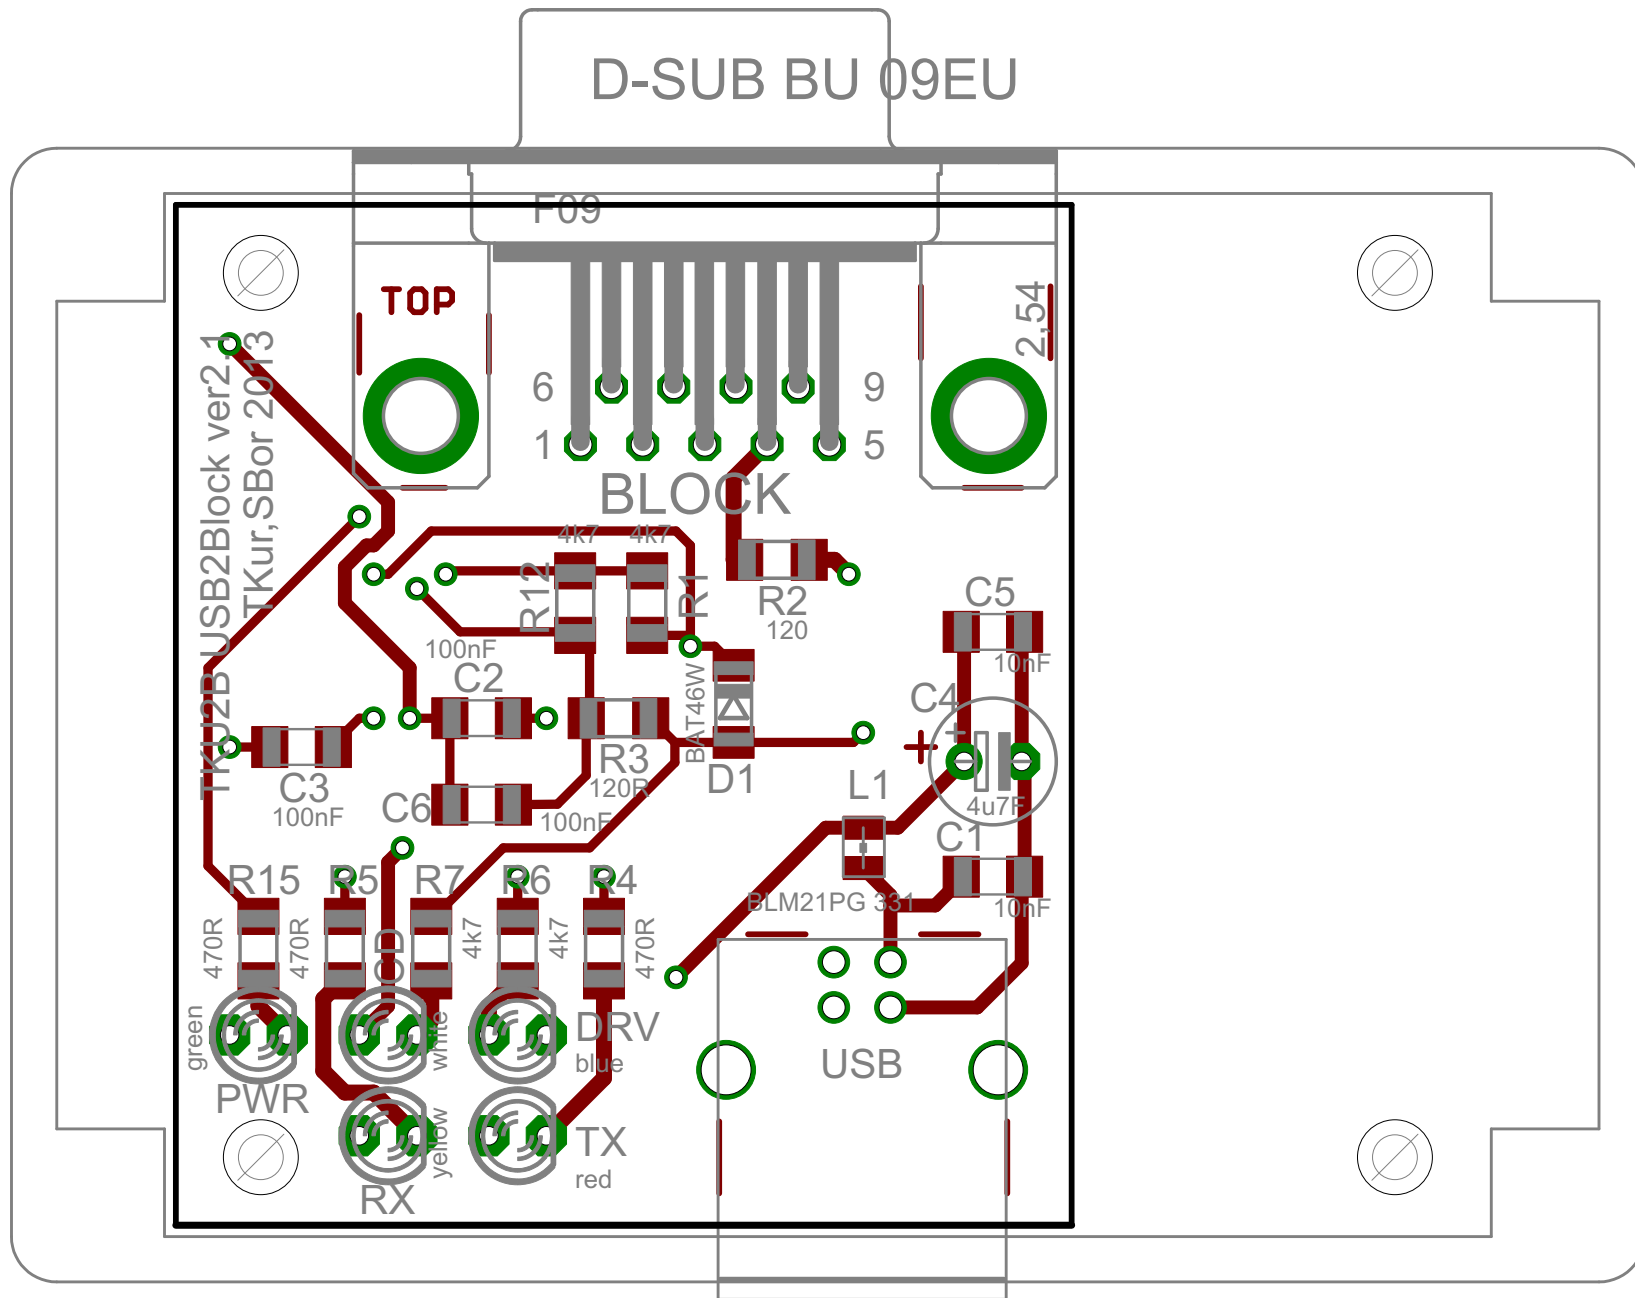 D-SUB BU 09EU
F09
TOP
2,54
6
9
1
5
BLOCK
TKU2B USB2Block ver2.1
TKur,SBor 2013
4k7
4k7
R12
R1
R2
120
C5
10nF
100nF
C2
BAT46W
C4
+
+
C3
100nF
R3
120R
D1
C6
100nF
L1
4u7F
C1
R15
R5
R7
R6
R4
BLM21PG 331
10nF
470R
470R
CD
4k7
4k7
470R
green
white
DRV
blue
USB
PWR
yellow
TX
red
RX